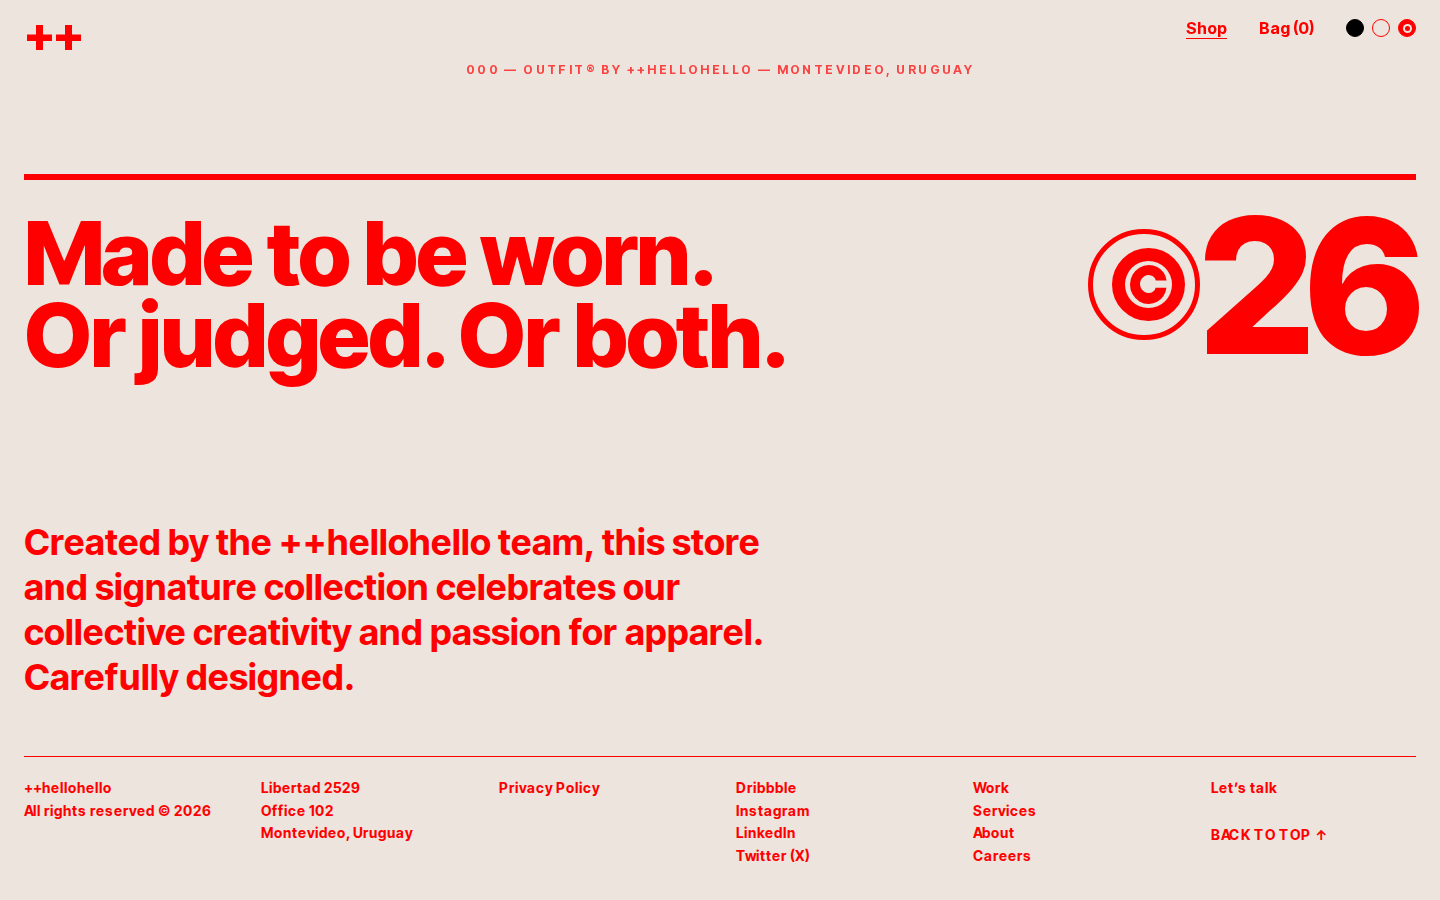 ++
Shop
Bag (0)
000 — OUTFIT® BY ++HELLOHELLO — MONTEVIDEO, URUGUAY
Made to be worn.
Or judged. Or both.
©26
Created by the ++hellohello team, this store
and signature collection celebrates our
collective creativity and passion for apparel.
Carefully designed.
++hellohello
All rights reserved © 2026
Libertad 2529
Office 102
Montevideo, Uruguay
Privacy Policy
Dribbble
Instagram
LinkedIn
Twitter (X)
Work
Services
About
Careers
Let’s talk
BACK TO TOP ↑